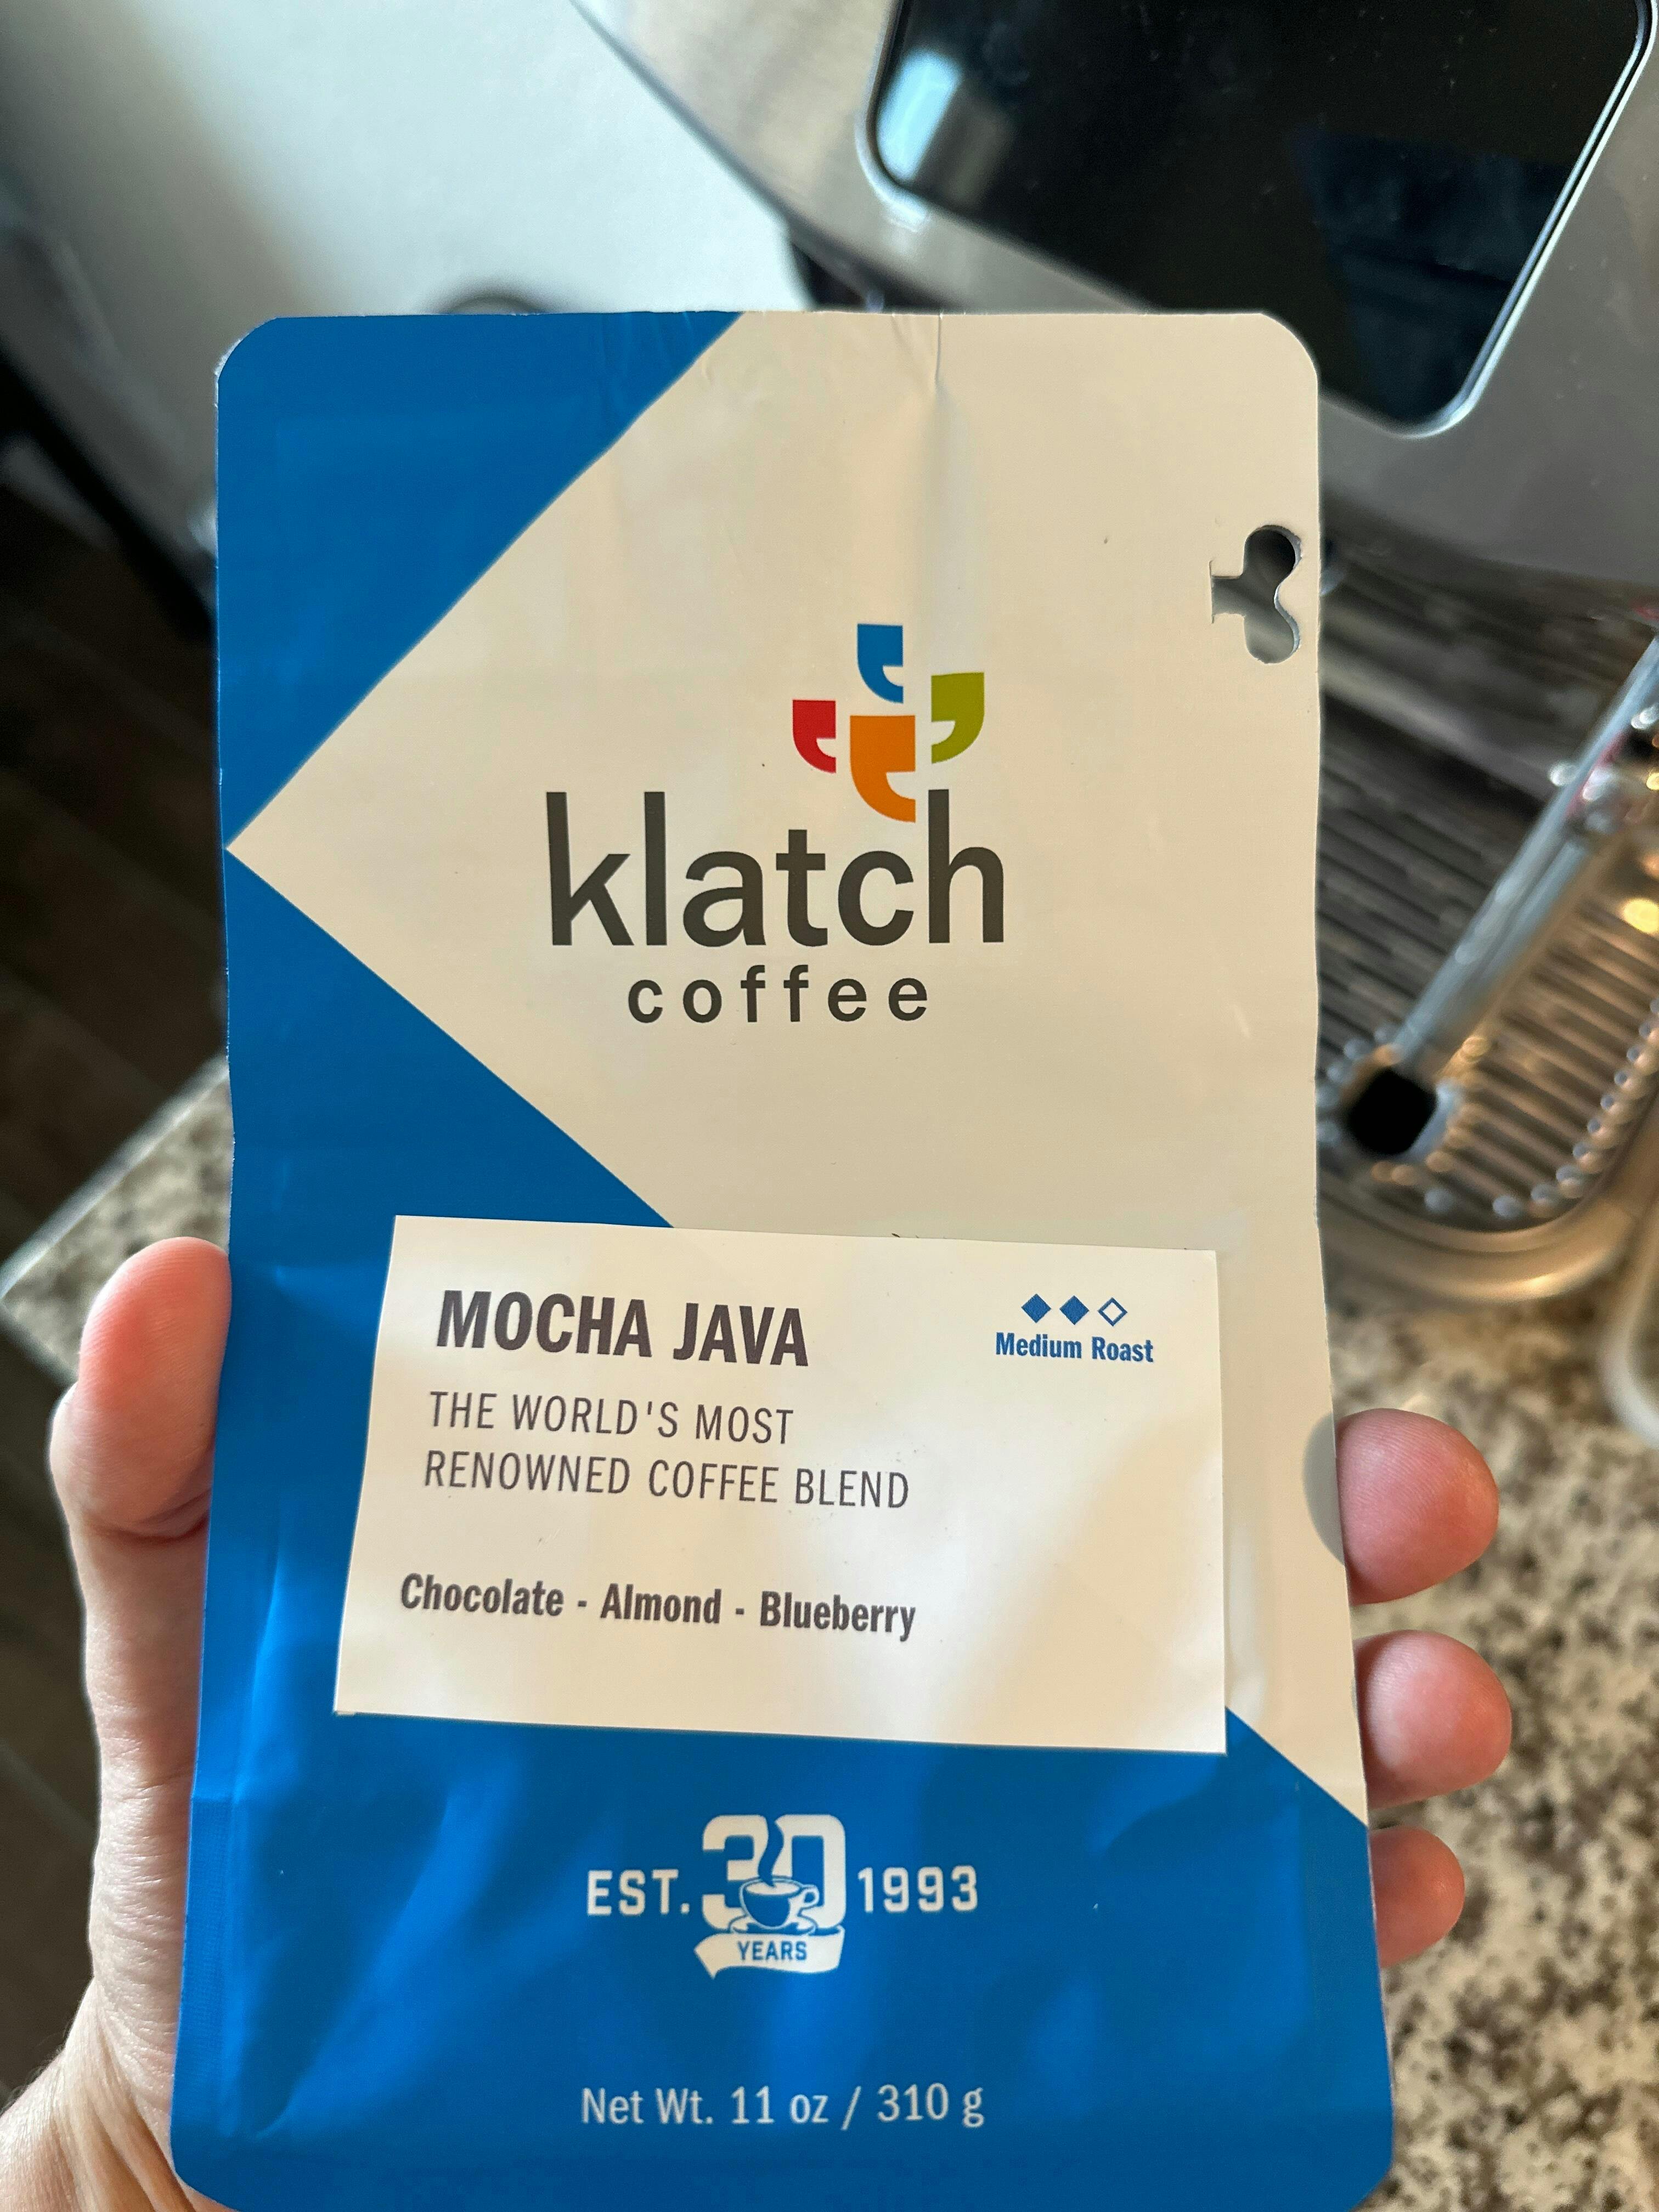 klatch
coffee
MOCHA JAVA
Medium Roast
THE WORLD'S MOST
RENOWNED COFFEE BLEND
Chocolate - Almond - Blueberry
EST. 30 1993
YEARS
Net Wt. 11 oz / 310 g